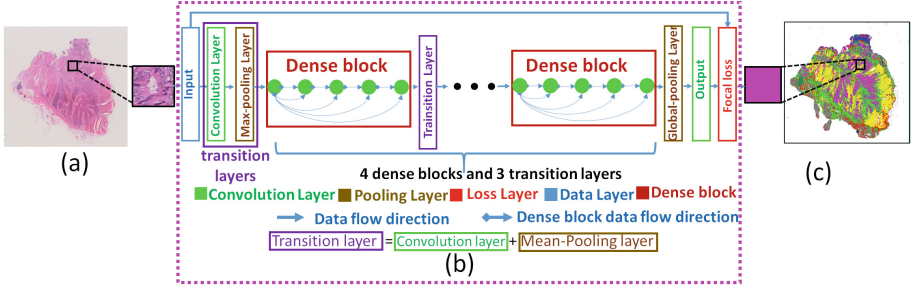 (a)
Input
Convolution Layer
Max-pooling Layer
transition
layers
Dense block
Trainsition Layer
Dense block
Global-pooling Layer
Output
Focal loss
4 dense blocks and 3 transition layers
Convolution Layer Pooling Layer Loss Layer Data Layer Dense block
Data flow direction Dense block data flow direction
Transition layer = Convolution layer + Mean-Pooling layer
(b)
(c)